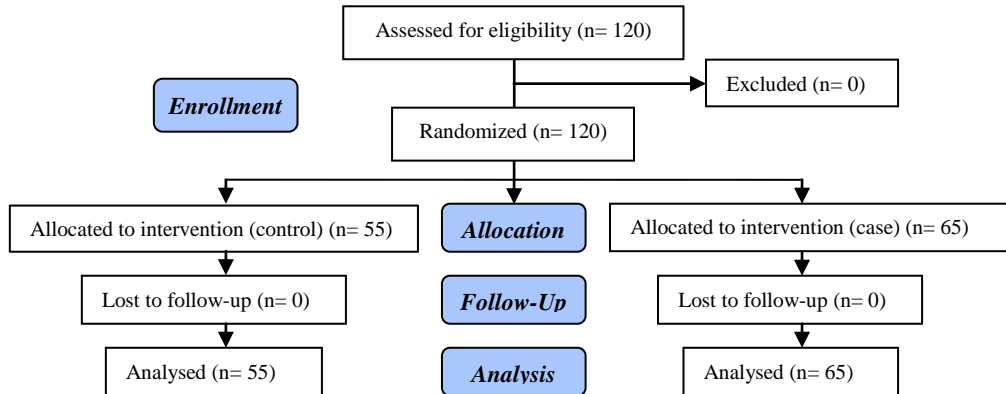 Assessed for eligibility (n= 120)
Excluded (n= 0)
Enrollment
Randomized (n= 120)
Allocated to intervention (control) (n= 55)
Allocation
Allocated to intervention (case) (n= 65)
Lost to follow-up (n= 0)
Follow-Up
Lost to follow-up (n= 0)
Analysed (n= 55)
Analysis
Analysed (n= 65)